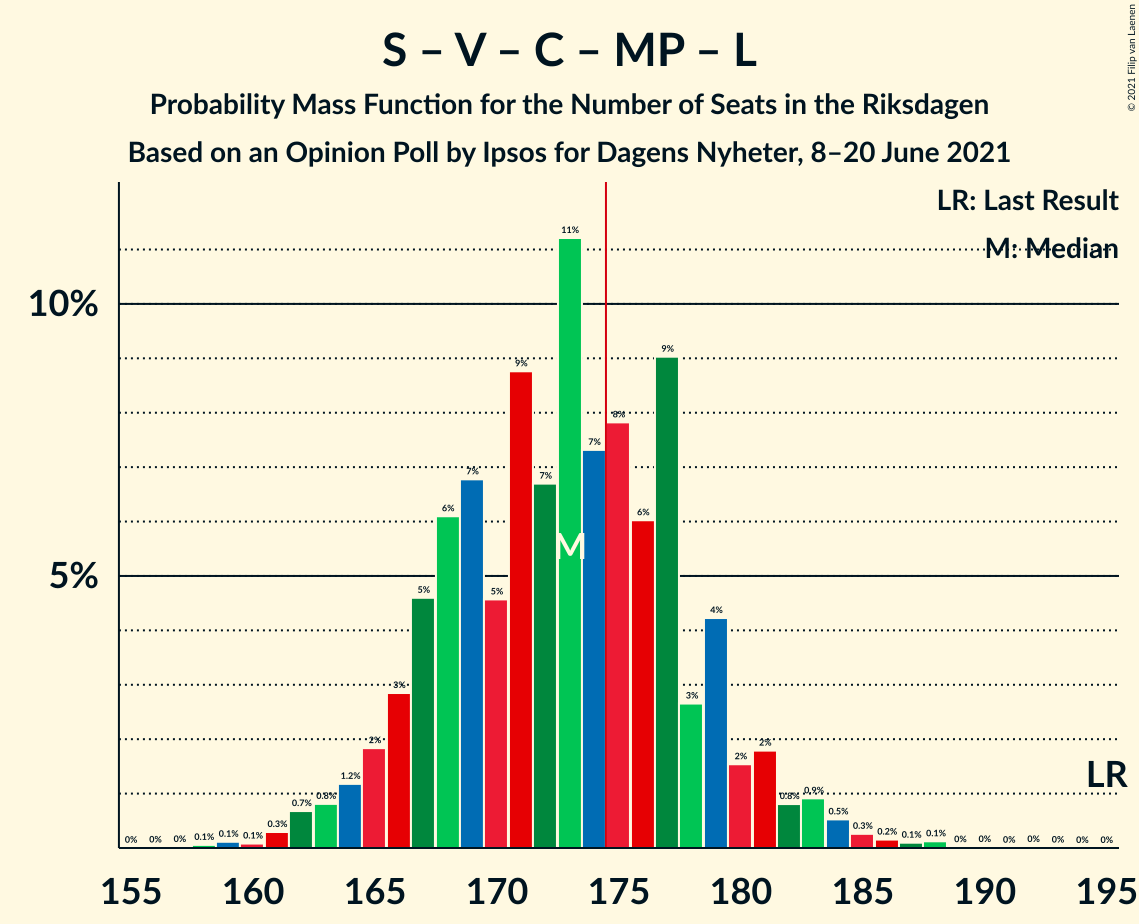 S – V – C – MP – L
Probability Mass Function for the Number of Seats in the Riksdagen
Based on an Opinion Poll by Ipsos for Dagens Nyheter, 8–20 June 2021
© 2021 Filip van Laenen
LR: Last Result
M: Median
10%
5%
0% 0% 0% 0.1% 0.1% 0.1% 0.3% 0.7% 0.8% 1.2% 2% 3% 5% 6% 7% 5% 9% 7% 11% 7% 8% 6% 9% 3% 4% 2% 2% 0.8% 0.9% 0.5% 0.3% 0.2% 0.1% 0.1% 0% 0% 0% 0% 0% 0% 0%
M
LR
155 160 165 170 175 180 185 190 195